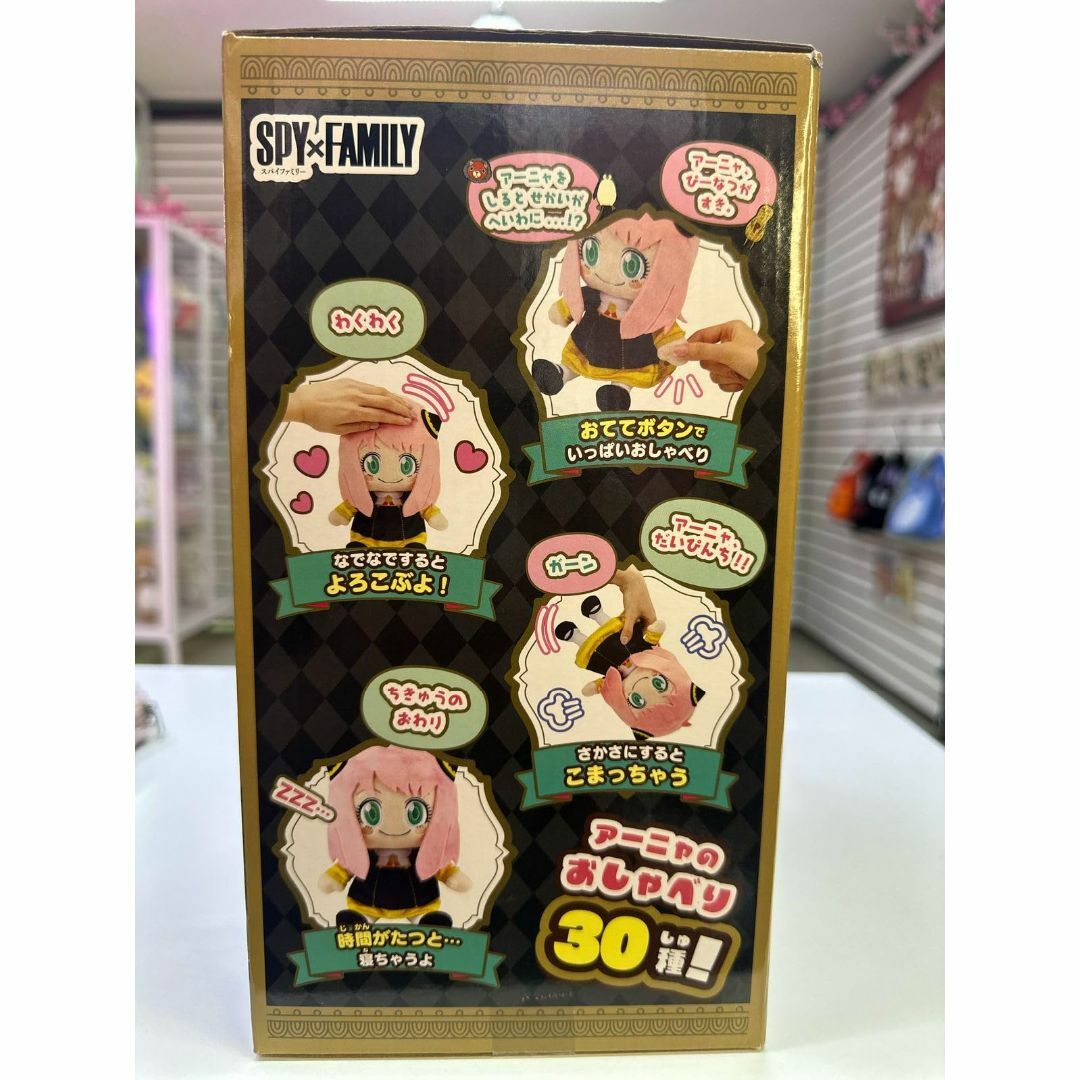 SPY×FAMILY
スパイファミリー
アーニャを
しるとせかいが
へいわに...!?
アーニャ、
ぴーなつが
すき。
おててボタンで
いっぱいおしゃべり
わくわく
なでなですると
よろこぶよ!
ガーン
アーニャ、
だいぴんち!!
さかさにすると
こまっちゃう
ちきゅうの
おわり
ZZZ...
じかん
時間がたつと…
ね
寝ちゃうよ
アーニャの
おしゃべり
しゅ
30種!